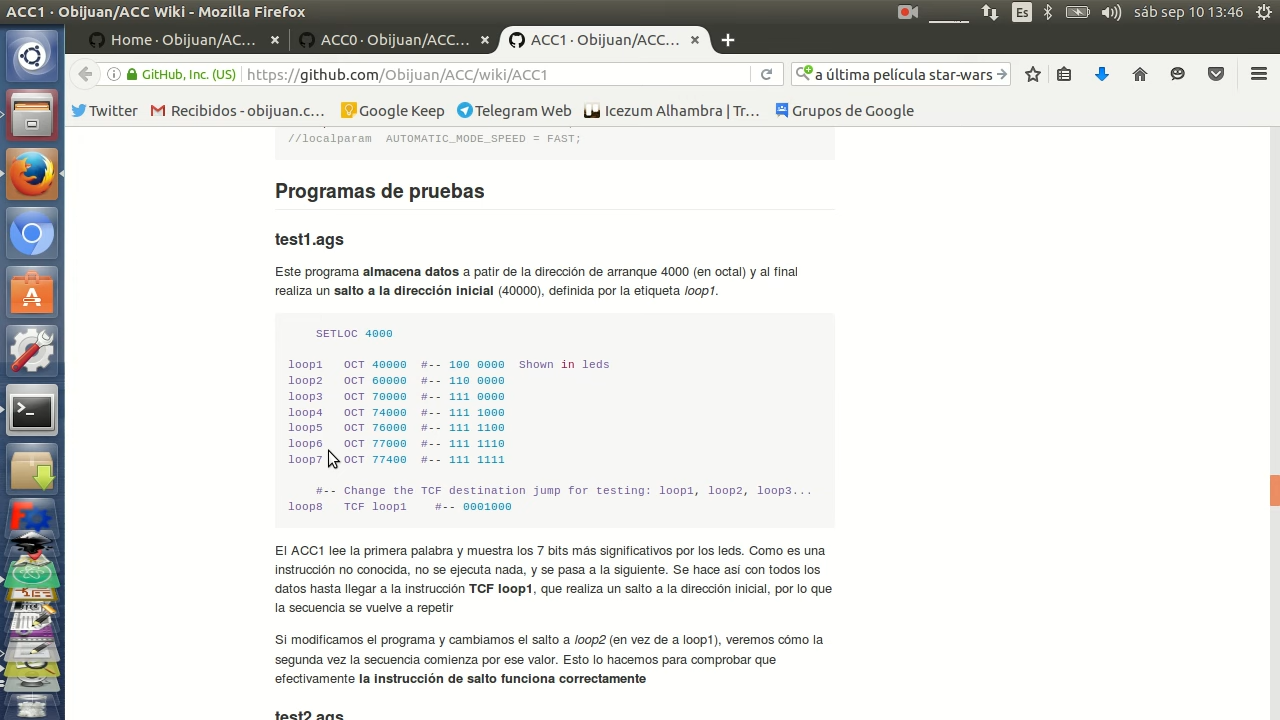 ACC1 · Obijuan/ACC Wiki - Mozilla Firefox
Es
sáb sep 10 13:46
Home · Obijuan/AC... ×
ACC0 · Obijuan/ACC... ×
ACC1 · Obijuan/ACC... ×
GitHub, Inc. (US)
https://github.com/Obijuan/ACC/wiki/ACC1
a última película star-wars
Twitter
Recibidos - obijuan.c...
Google Keep
Telegram Web
Icezum Alhambra | Tr...
Grupos de Google
//localparam  AUTOMATIC_MODE_SPEED = FAST;
Programas de pruebas
test1.ags
Este programa almacena datos a patir de la dirección de arranque 4000 (en octal) y al final
realiza un salto a la dirección inicial (40000), definida por la etiqueta loop1.
SETLOC 4000
loop1   OCT 40000  #-- 100 0000  Shown in leds
loop2   OCT 60000  #-- 110 0000
loop3   OCT 70000  #-- 111 0000
loop4   OCT 74000  #-- 111 1000
loop5   OCT 76000  #-- 111 1100
loop6   OCT 77000  #-- 111 1110
loop7   OCT 77400  #-- 111 1111
#-- Change the TCF destination jump for testing: loop1, loop2, loop3...
loop8   TCF loop1    #-- 0001000
El ACC1 lee la primera palabra y muestra los 7 bits más significativos por los leds. Como es una
instrucción no conocida, no se ejecuta nada, y se pasa a la siguiente. Se hace así con todos los
datos hasta llegar a la instrucción TCF loop1, que realiza un salto a la dirección inicial, por lo que
la secuencia se vuelve a repetir
Si modificamos el programa y cambiamos el salto a loop2 (en vez de a loop1), veremos cómo la
segunda vez la secuencia comienza por ese valor. Esto lo hacemos para comprobar que
efectivamente la instrucción de salto funciona correctamente
test2.ags